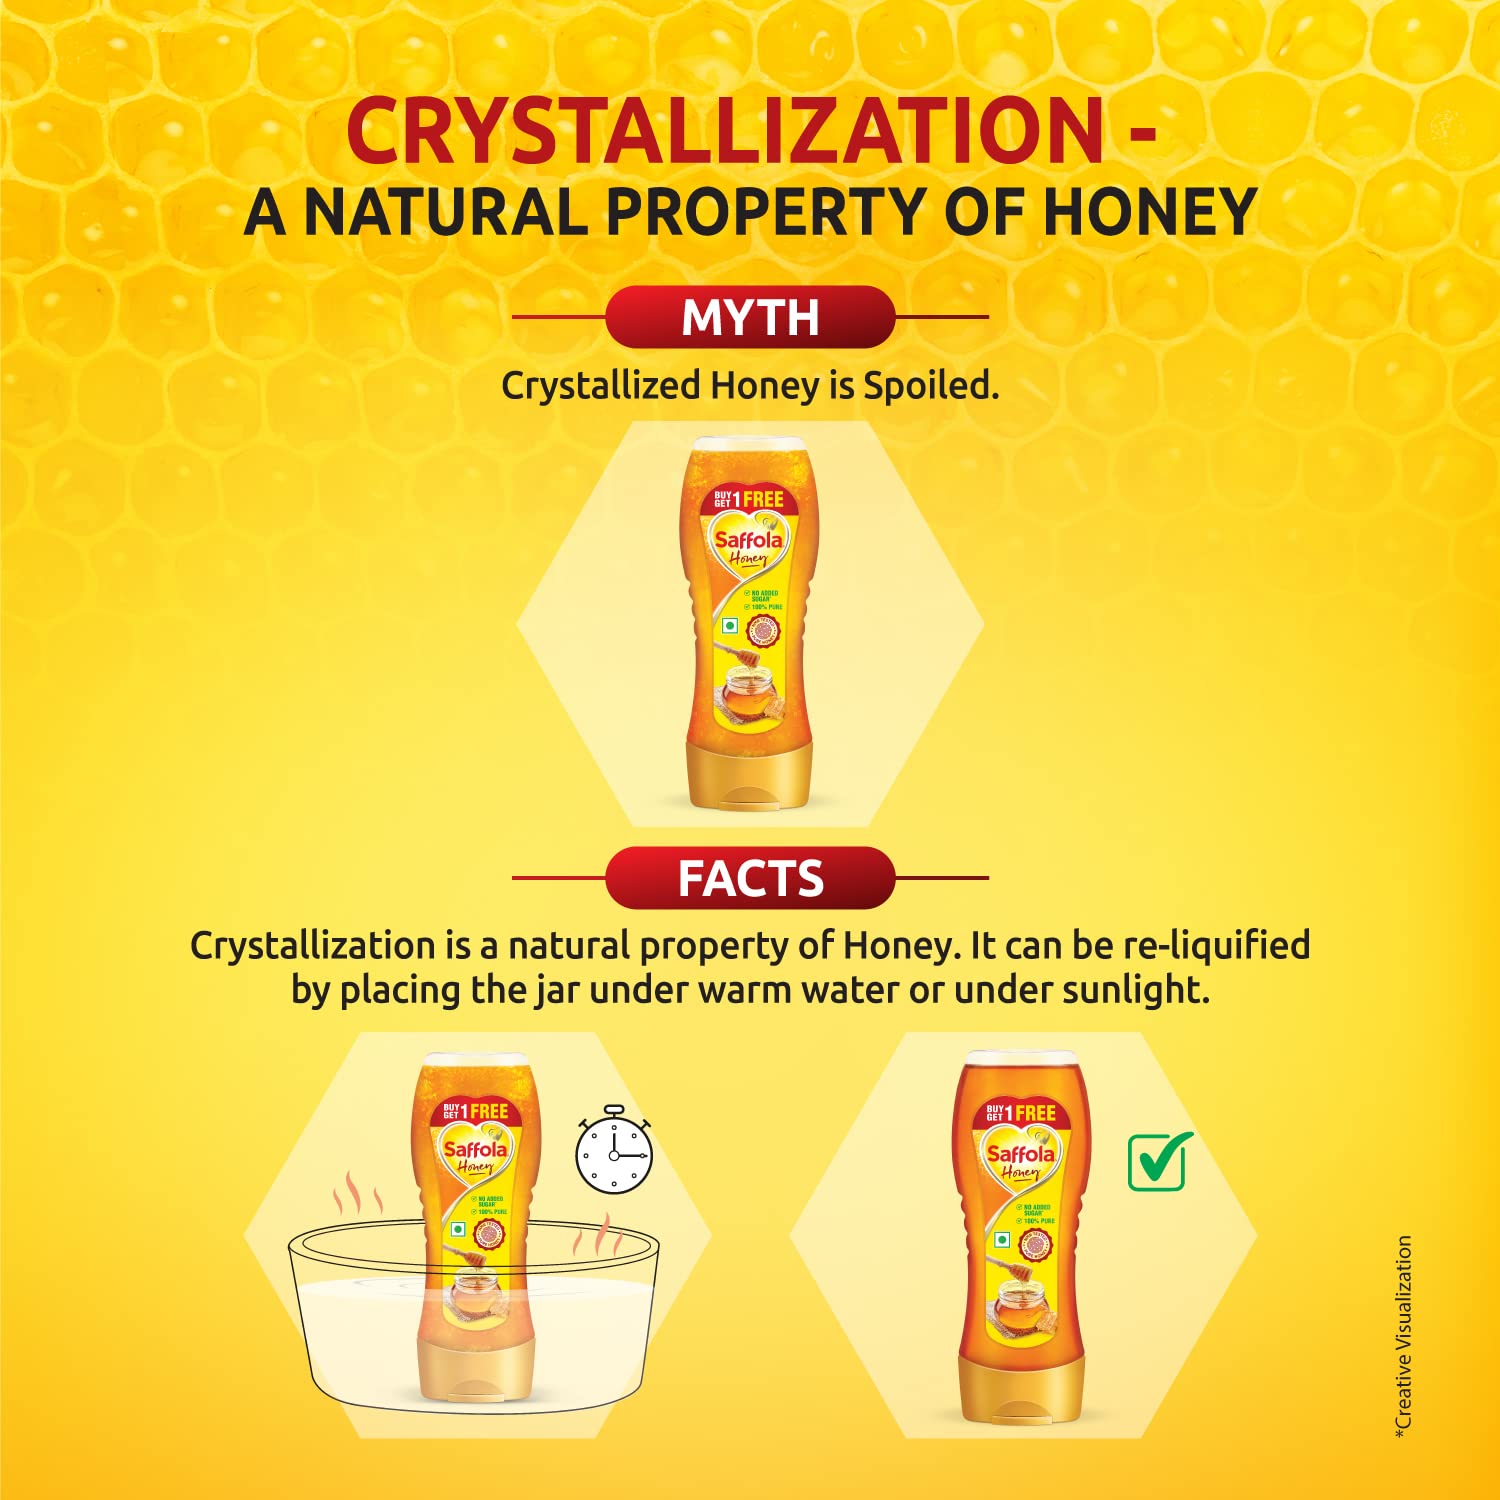 CRYSTALLIZATION -
A NATURAL PROPERTY OF HONEY
MYTH
Crystallized Honey is Spoiled.
BUY
GET 1 FREE
Saffola
Honey
NO ADDED
SUGAR*
100% PURE
FACTS
Crystallization is a natural property of Honey. It can be re-liquified
by placing the jar under warm water or under sunlight.
BUY
GET 1 FREE
Saffola
Honey
NO ADDED
SUGAR*
100% PURE
BUY
GET 1 FREE
Saffola
Honey
NO ADDED
SUGAR*
100% PURE
*Creative Visualization